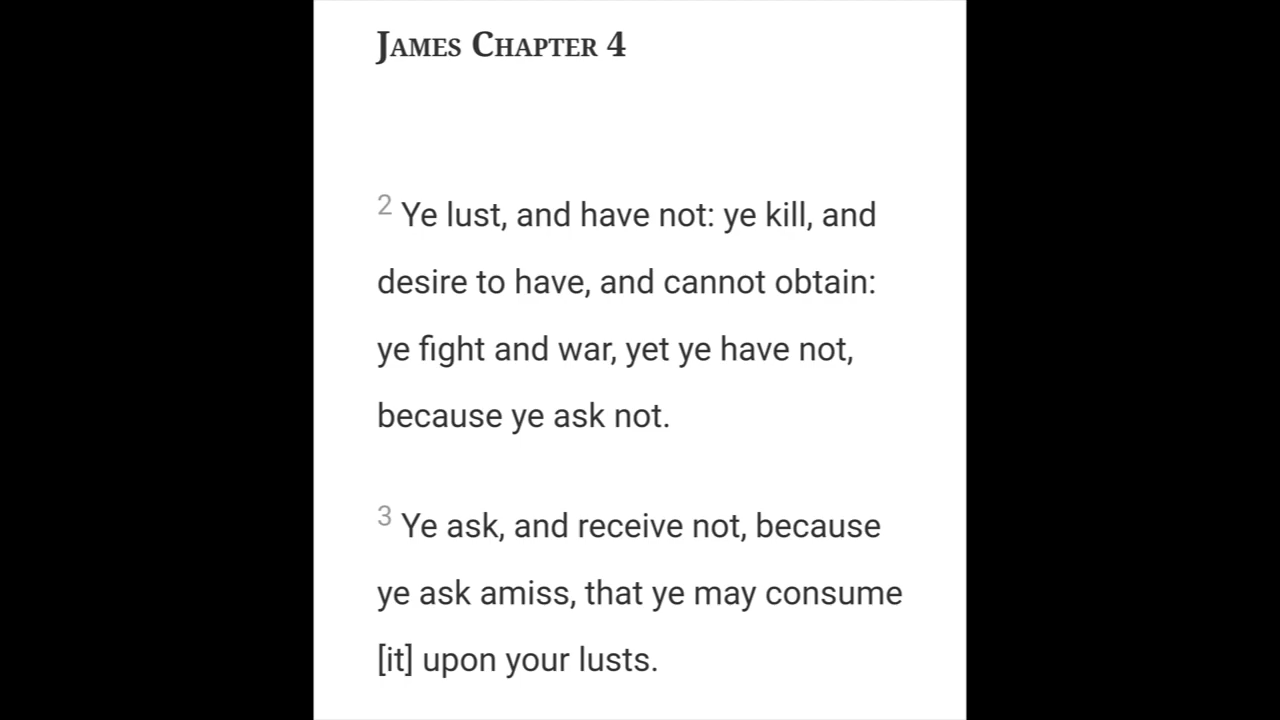 James Chapter 4
2 Ye lust, and have not: ye kill, and
desire to have, and cannot obtain:
ye fight and war, yet ye have not,
because ye ask not.
3 Ye ask, and receive not, because
ye ask amiss, that ye may consume
[it] upon your lusts.